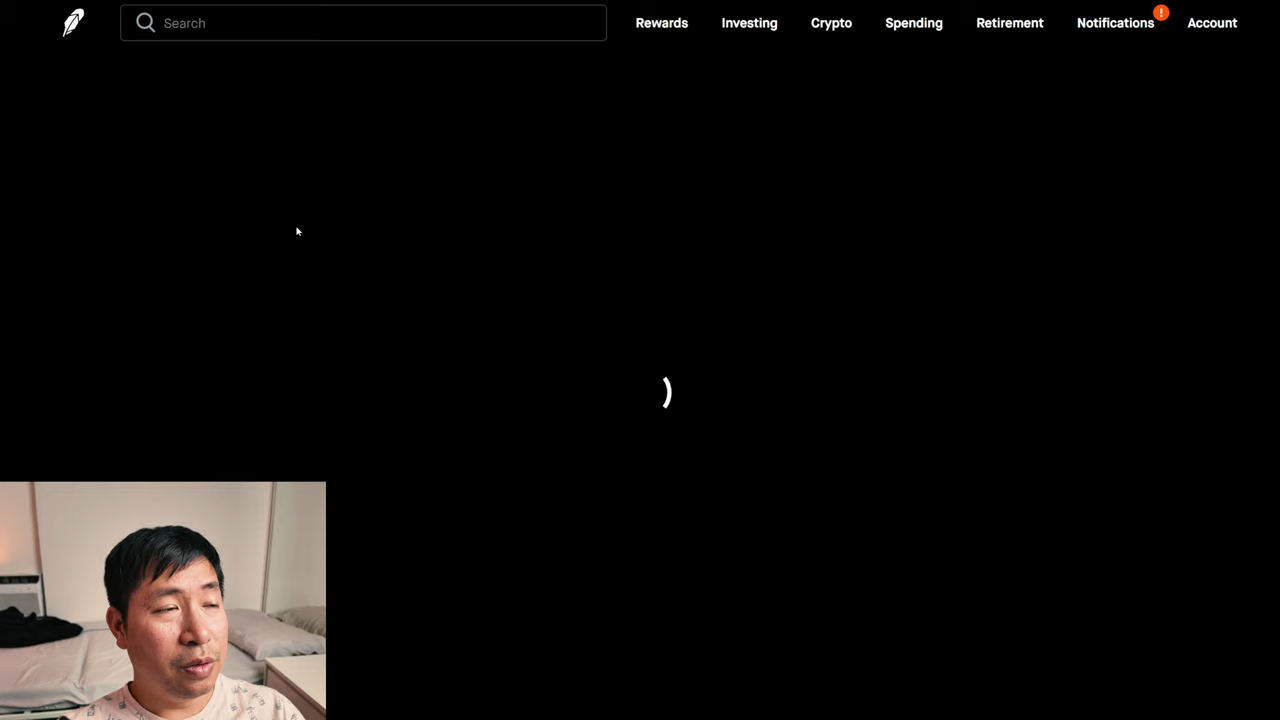 Search
Rewards
Investing
Crypto
Spending
Retirement
Notifications
!
Account